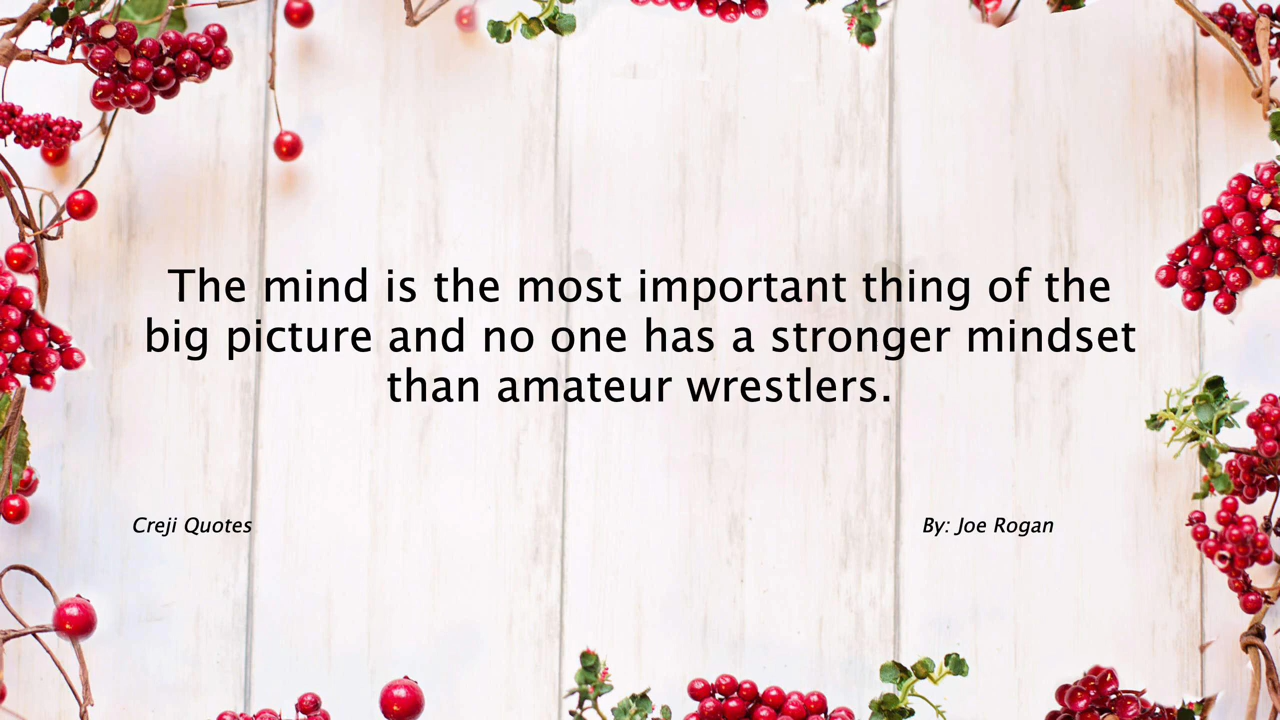 The mind is the most important thing of the
big picture and no one has a stronger mindset
than amateur wrestlers.
Creji Quotes
By: Joe Rogan